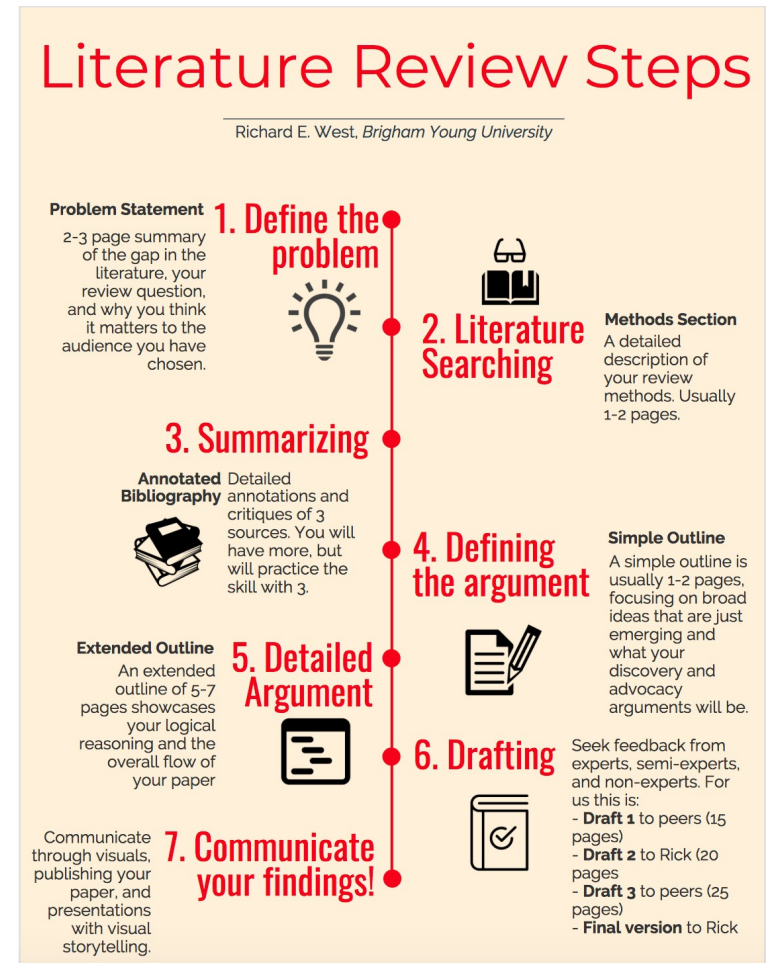 Literature Review Steps
Richard E. West, Brigham Young University
Problem Statement
2-3 page summary
of the gap in the
literature, your
review question,
and why you think
it matters to the
audience you have
chosen.
1. Define the
problem
2. Literature
Searching
Methods Section
A detailed
description of
your review
methods. Usually
1-2 pages.
3. Summarizing
Annotated
Bibliography
Detailed
annotations and
critiques of 3
sources. You will
have more, but
will practice the
skill with 3.
4. Defining
the argument
Simple Outline
A simple outline is
usually 1-2 pages,
focusing on broad
ideas that are just
emerging and
what your
discovery and
advocacy
arguments will be.
Extended Outline
An extended
outline of 5-7
pages showcases
your logical
reasoning and the
overall flow of
your paper
5. Detailed
Argument
6. Drafting
Seek feedback from
experts, semi-experts,
and non-experts. For
us this is:
- Draft 1 to peers (15
pages)
- Draft 2 to Rick (20
pages
- Draft 3 to peers (25
pages)
- Final version to Rick
7. Communicate
your findings!
Communicate
through visuals,
publishing your
paper, and
presentations
with visual
storytelling.